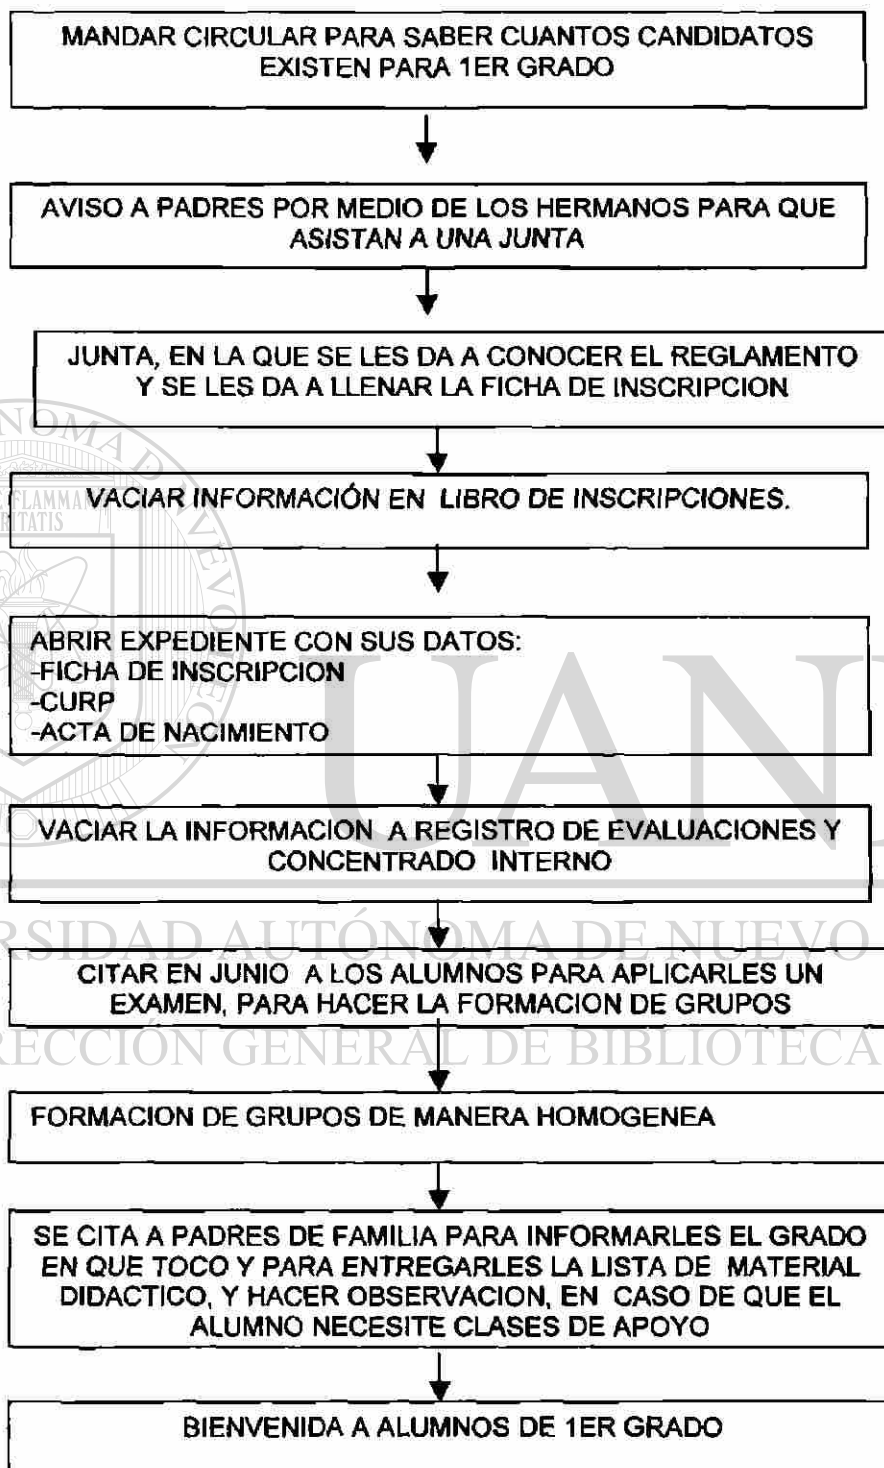 MANDAR CIRCULAR PARA SABER CUANTOS CANDIDATOS
EXISTEN PARA 1ER GRADO
AVISO A PADRES POR MEDIO DE LOS HERMANOS PARA QUE
ASISTAN A UNA JUNTA
JUNTA, EN LA QUE SE LES DA A CONOCER EL REGLAMENTO
Y SE LES DA A LLENAR LA FICHA DE INSCRIPCION
VACIAR INFORMACIÓN EN LIBRO DE INSCRIPCIONES.
ABRIR EXPEDIENTE CON SUS DATOS:
-FICHA DE INSCRIPCION
-CURP
-ACTA DE NACIMIENTO
VACIAR LA INFORMACION A REGISTRO DE EVALUACIONES Y
CONCENTRADO INTERNO
CITAR EN JUNIO A LOS ALUMNOS PARA APLICARLES UN
EXAMEN, PARA HACER LA FORMACION DE GRUPOS
FORMACION DE GRUPOS DE MANERA HOMOGENEA
SE CITA A PADRES DE FAMILIA PARA INFORMARLES EL GRADO
EN QUE TOCO Y PARA ENTREGARLES LA LISTA DE MATERIAL
DIDACTICO, Y HACER OBSERVACION, EN CASO DE QUE EL
ALUMNO NECESITE CLASES DE APOYO
BIENVENIDA A ALUMNOS DE 1ER GRADO
UAN
RSIDAD AUTÓNOMA DE NUEVO
RECCIÓN GENERAL DE BIBLIOTECA
NOMA D NUEVO EÓN
FLAMMA
RITATIS